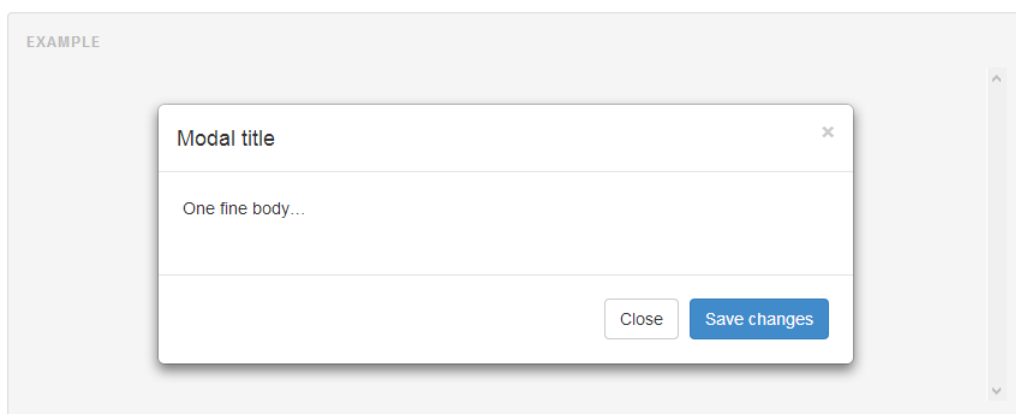 EXAMPLE
Modal title ×
One fine body…
Close Save changes